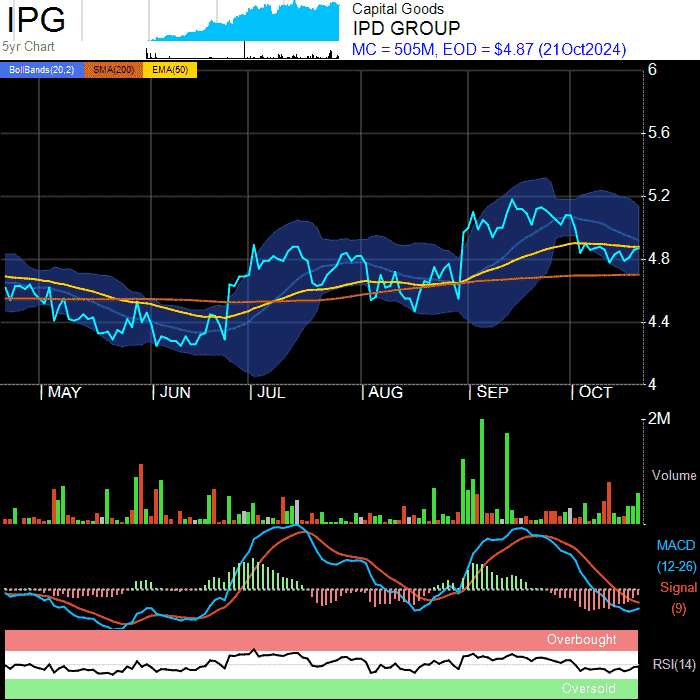 IPG
5yr Chart
Capital Goods
IPD GROUP
MC = 505M, EOD = $4.87 (21Oct2024)
BollBands(20,2) SMA(200) EMA(50)
6
5.6
5.2
4.8
4.4
4
MAY JUN JUL AUG SEP OCT
2M
Volume
MACD
(12-26)
Signal
(9)
Overbought
RSI(14)
Oversold